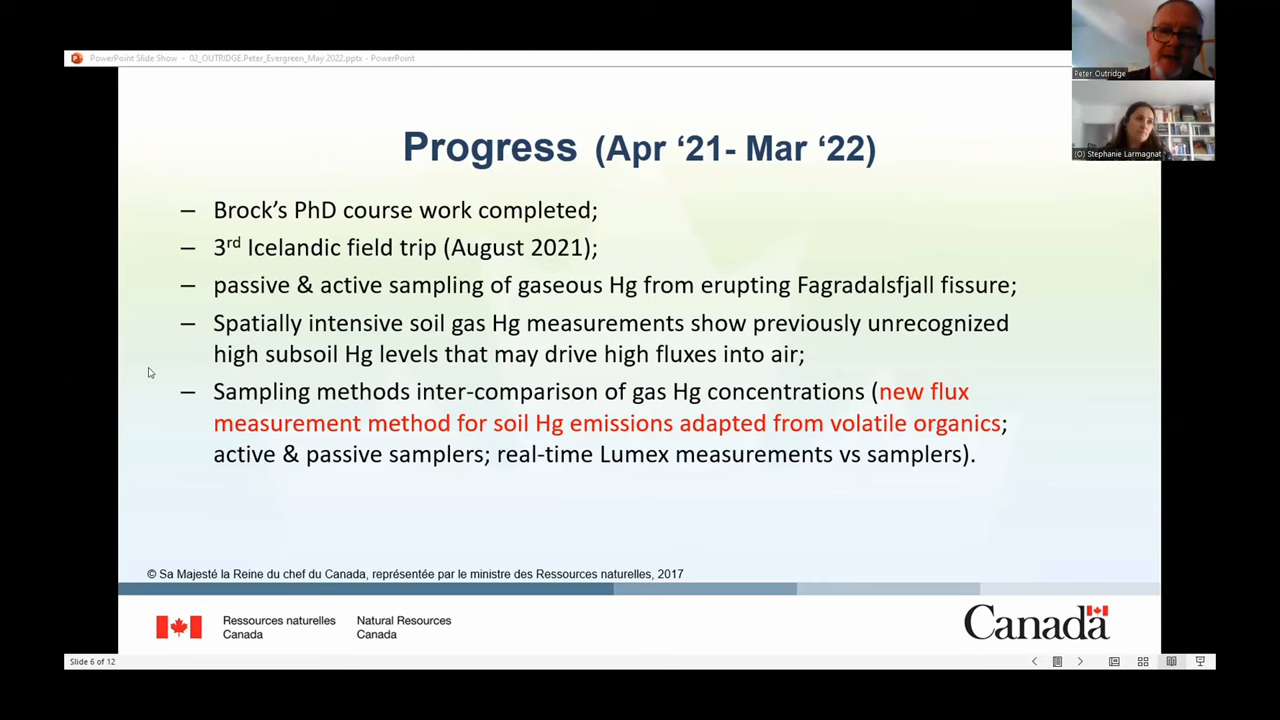 PowerPoint Slide Show - 02_OUTRIDGE.Peter_Evergreen_May 2022.pptx - PowerPoint
Peter Outridge
(O) Stephanie Larmagnat
Progress (Apr ‘21- Mar ‘22)
– Brock’s PhD course work completed;
– 3rd Icelandic field trip (August 2021);
– passive & active sampling of gaseous Hg from erupting Fagradalsfjall fissure;
– Spatially intensive soil gas Hg measurements show previously unrecognized
high subsoil Hg levels that may drive high fluxes into air;
– Sampling methods inter-comparison of gas Hg concentrations (new flux
measurement method for soil Hg emissions adapted from volatile organics;
active & passive samplers; real-time Lumex measurements vs samplers).
© Sa Majesté la Reine du chef du Canada, représentée par le ministre des Ressources naturelles, 2017
Ressources naturelles
Canada
Natural Resources
Canada
Canada
Slide 6 of 12